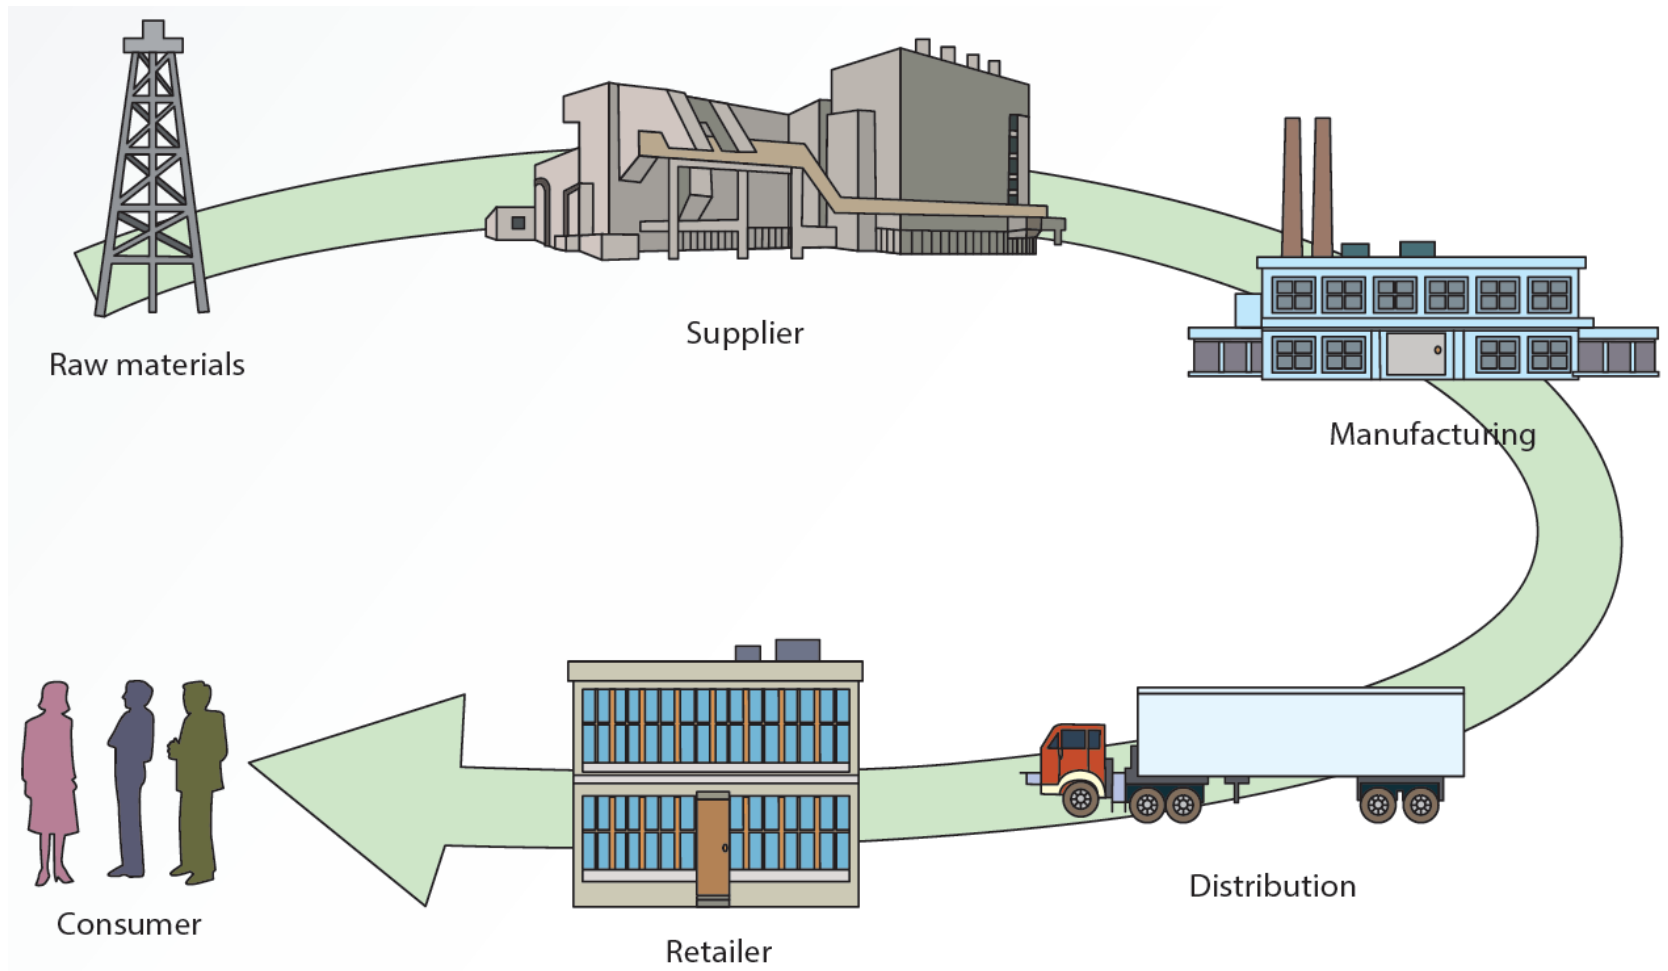 Raw materials
Supplier
Manufacturing
Distribution
Retailer
Consumer